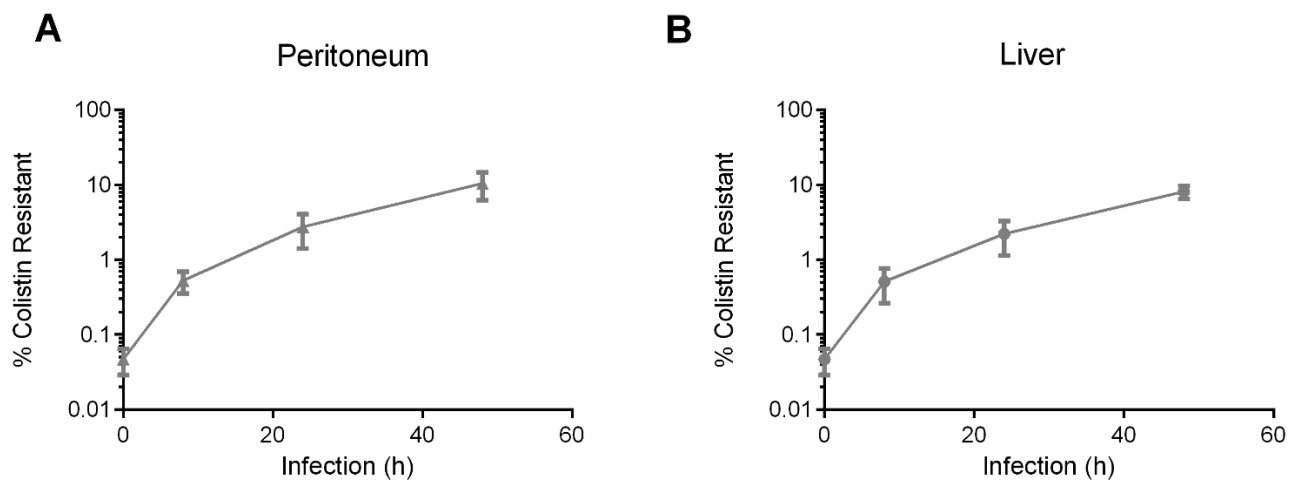 A
Peritoneum
% Colistin Resistant
100
10
1
0.1
0.01
0
20
40
60
Infection (h)
B
Liver
% Colistin Resistant
100
10
1
0.1
0.01
0
20
40
60
Infection (h)